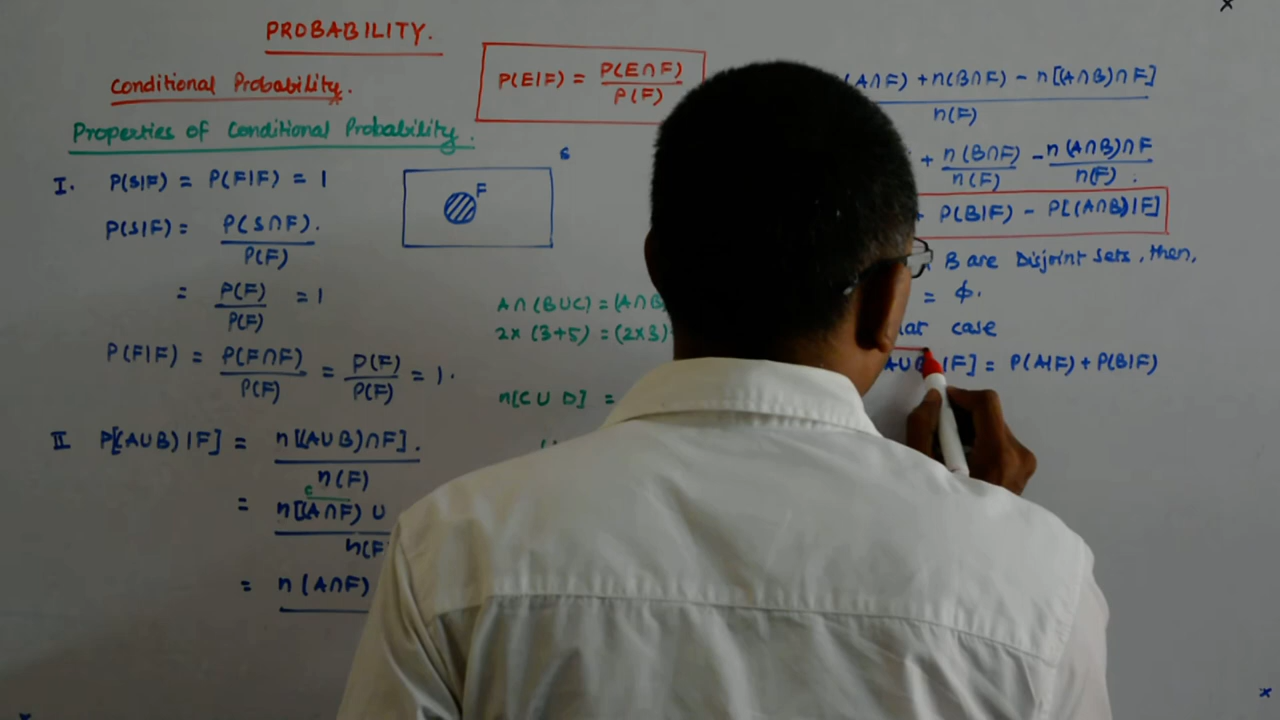 PROBABILITY.
Conditional Probability.
Properties of Conditional Probability.
P(E|F) = P(E∩F)
P(F)
S
F
I. P(S|F) = P(F|F) = 1
P(S|F) = P(S∩F).
P(F)
= P(F) = 1
P(F)
P(F|F) = P(F∩F) = P(F) = 1.
P(F) P(F)
II P[(A∪B)|F] = n[(A∪B)∩F].
n(F)
C
= n[(A∩F) ∪
n(F
= n(A∩F)
A∩(B∪C) = (A∩B
2×(3+5) = (2×3)
n[C∪D] =
(A∩F) + n(B∩F) - n[(A∩B)∩F]
n(F)
+ n(B∩F) - n(A∩B)∩F
n(F) n(F).
+ P(B|F) - P[(A∩B)|F]
B are Disjoint sets, then,
= ϕ.
lar case
A∪B |F] = P(A|F) + P(B|F)